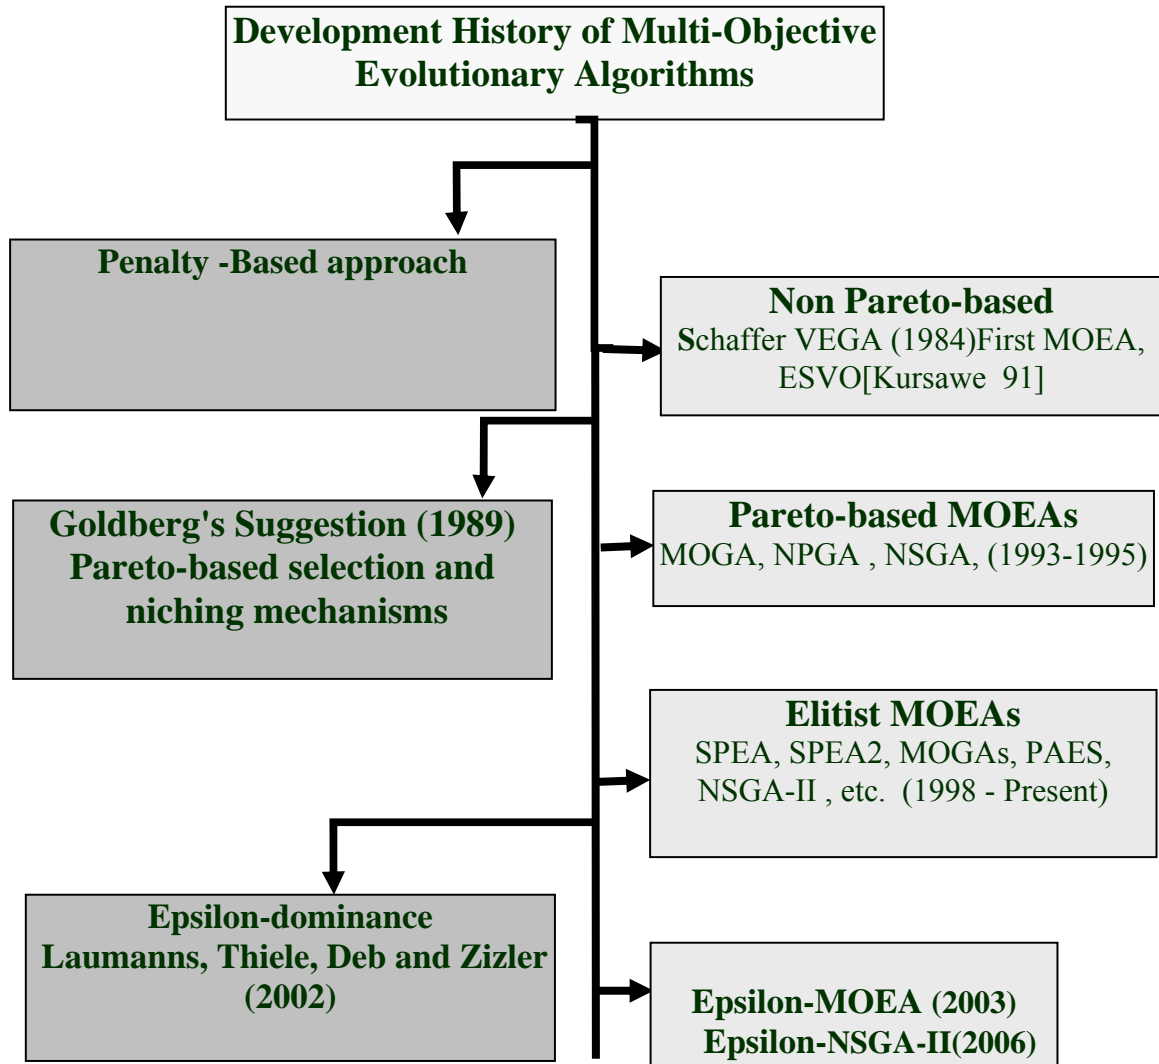 Development History of Multi-Objective
Evolutionary Algorithms
Penalty -Based approach
Non Pareto-based
Schaffer VEGA (1984)First MOEA,
ESVO[Kursawe 91]
Goldberg's Suggestion (1989)
Pareto-based selection and
niching mechanisms
Pareto-based MOEAs
MOGA, NPGA , NSGA, (1993-1995)
Elitist MOEAs
SPEA, SPEA2, MOGAs, PAES,
NSGA-II , etc. (1998 - Present)
Epsilon-dominance
Laumanns, Thiele, Deb and Zizler
(2002)
Epsilon-MOEA (2003)
Epsilon-NSGA-II(2006)